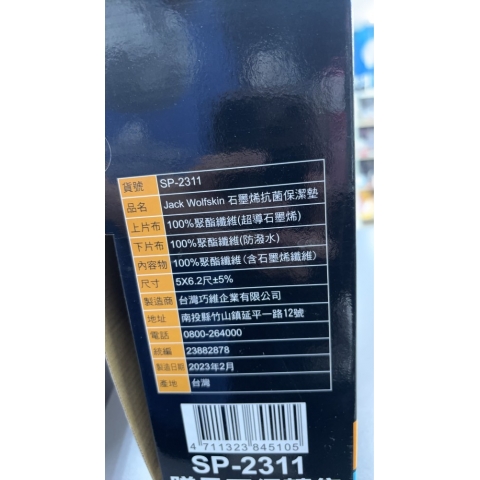 貨號 SP-2311
品名 Jack Wolfskin 石墨烯抗菌保潔墊
上片布 100%聚酯纖維(超導石墨烯)
下片布 100%聚酯纖維(防潑水)
內容物 100%聚酯纖維(含石墨烯纖維)
尺寸 5X6.2尺±5%
製造商 台灣巧維企業有限公司
地址 南投縣竹山鎮延平一路12號
電話 0800-264000
統編 23882878
製造日期 2023年2月
產地 台灣
4 711323 845105
SP-2311